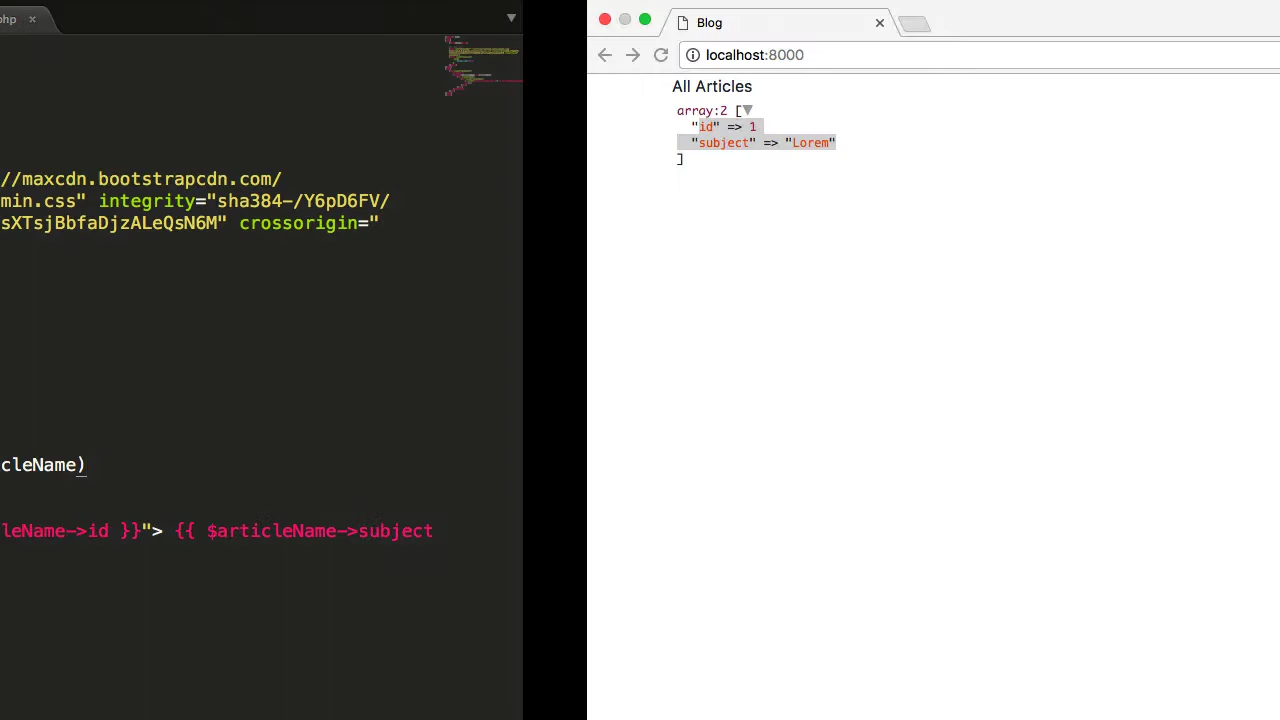 php ×
//maxcdn.bootstrapcdn.com/
min.css" integrity="sha384-/Y6pD6FV/
sXTsjBbfaDjzALeQsN6M" crossorigin="
cleName)
leName->id }}"> {{ $articleName->subject
Blog
localhost:8000
All Articles
array:2 [
"id" => 1
"subject" => "Lorem"
]